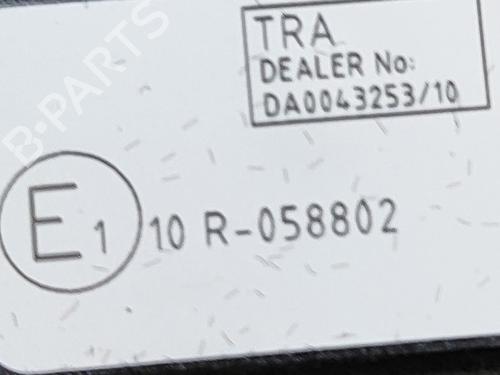 TRA
DEALER No:
DA0043253/10
E1 10 R-058802
B-PARTS